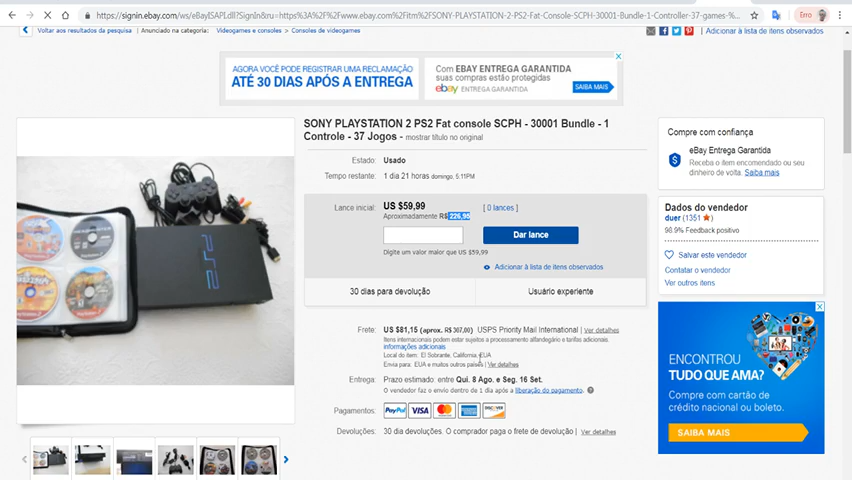 https://signin.ebay.com/ws/eBayISAPI.dll?SignIn&ru=https%3A%2F%2Fwww.ebay.com%2Fitm%2FSONY-PLAYSTATION-2-PS2-Fat-Console-SCPH-30001-Bundle-1-Controller-37-games-%...
Erro
Voltar aos resultados da pesquisa | Anunciado na categoria: Videogames e consoles > Consoles de videogames
| Adicionar à lista de itens observados
AGORA VOCÊ PODE REGISTRAR UMA RECLAMAÇÃO
ATÉ 30 DIAS APÓS A ENTREGA
Com EBAY ENTREGA GARANTIDA
suas compras estão protegidas
ebay ENTREGA GARANTIDA
SAIBA MAIS
SONY PLAYSTATION 2 PS2 Fat console SCPH - 30001 Bundle - 1
Controle - 37 Jogos - mostrar título no original
Estado: Usado
Tempo restante: 1 dia 21 horas domingo, 5:11PM
Lance inicial: US $59,99 [ 0 lances ]
Aproximadamente R$ 226,95
Dar lance
Digite um valor maior que US $59,99
Adicionar à lista de itens observados
30 dias para devolução
Usuário experiente
Frete: US $81,15 (aprox. R$ 307,00) USPS Priority Mail International | Ver detalhes
Itens internacionais podem estar sujeitos a processamento alfandegário e tarifas adicionais.
informações adicionais
Local do item: El Sobrante, California, EUA
Envia para: EUA e muitos outros países | Ver detalhes
Entrega: Prazo estimado: entre Qui. 8 Ago. e Seg. 16 Set.
O vendedor faz o envio dentro de 1 dia após a liberação do pagamento.
Pagamentos: PayPal VISA MasterCard AMEX DISCOVER
Devoluções: 30 dia devoluções. O comprador paga o frete de devolução | Ver detalhes
Compre com confiança
eBay Entrega Garantida
Receba o item encomendado ou seu
dinheiro de volta. Saiba mais
Dados do vendedor
duer (1351 )
98.9% Feedback positivo
Salvar este vendedor
Contatar o vendedor
Ver outros itens
ENCONTROU
TUDO QUE AMA?
Compre com cartão de
crédito nacional ou boleto.
SAIBA MAIS
PS2